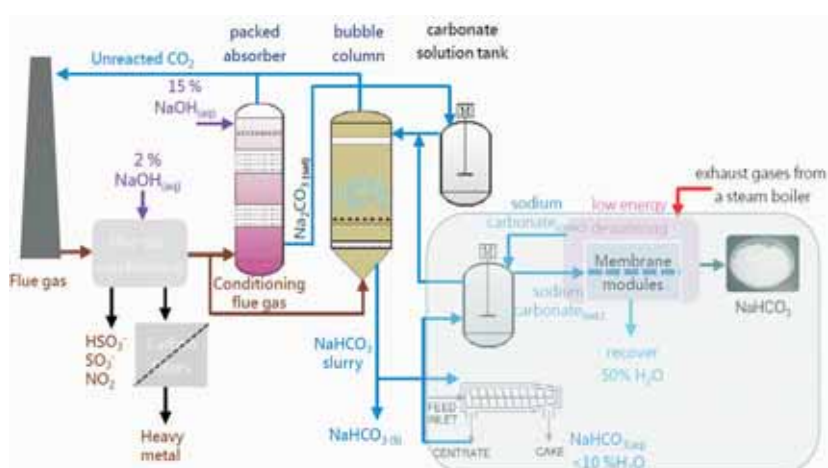 packed
absorber
bubble
column
carbonate
solution tank
Unreacted CO₂
15 %
NaOH(aq)
2 %
NaOH(aq)
Na₂CO₃ (sat)
M
exhaust gases from
a steam boiler
sodium
carbonate
low energy
Flue gas
Conditioning
flue gas
M
Membrane
modules
NaHCO₃
sodium
carbonate
HSO₃⁻
SO₃⁻
NO₂
NaHCO₃
slurry
recover
50% H₂O
Heavy
metal
NaHCO₃ (s)
FEED
INLET
CENTRATE
CAKE
NaHCO₃
<10 %H₂O